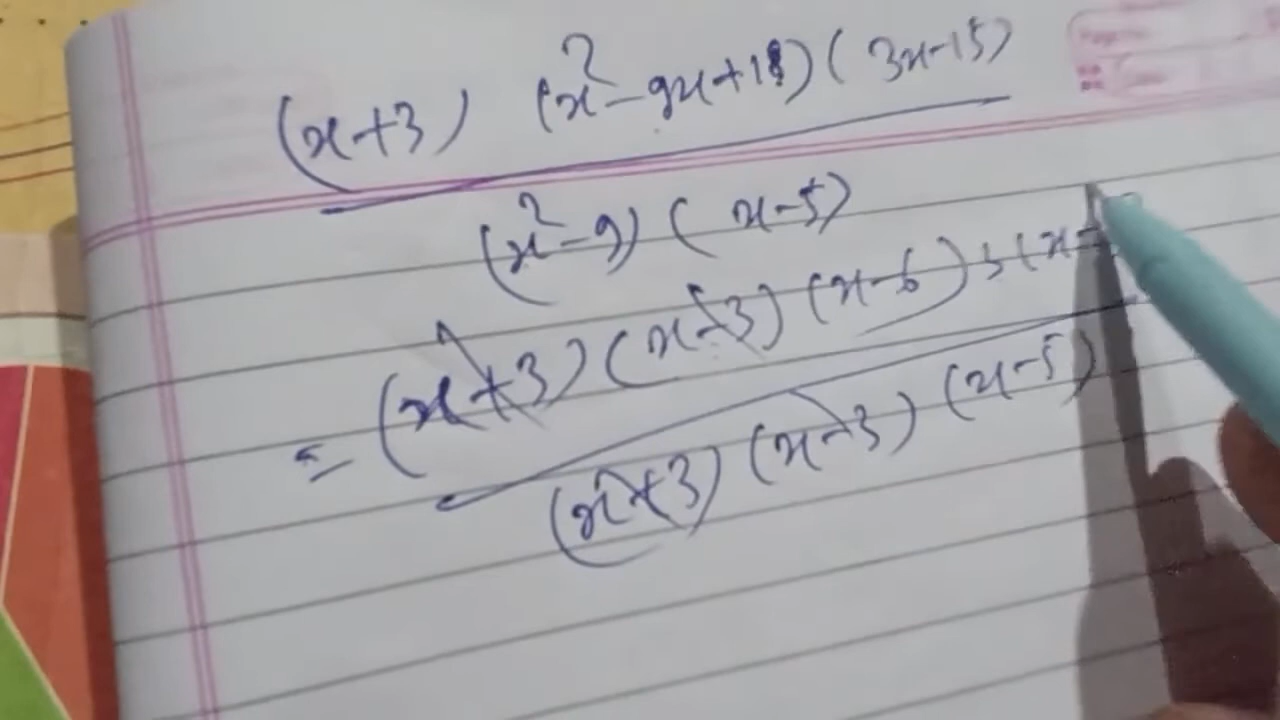 (x+3) (x²-9x+18)(3x-15)
(x²-9)(x-5)
= (x+3)(x-3)(x-6)3(x-
(x+3)(x-3)(x-5)